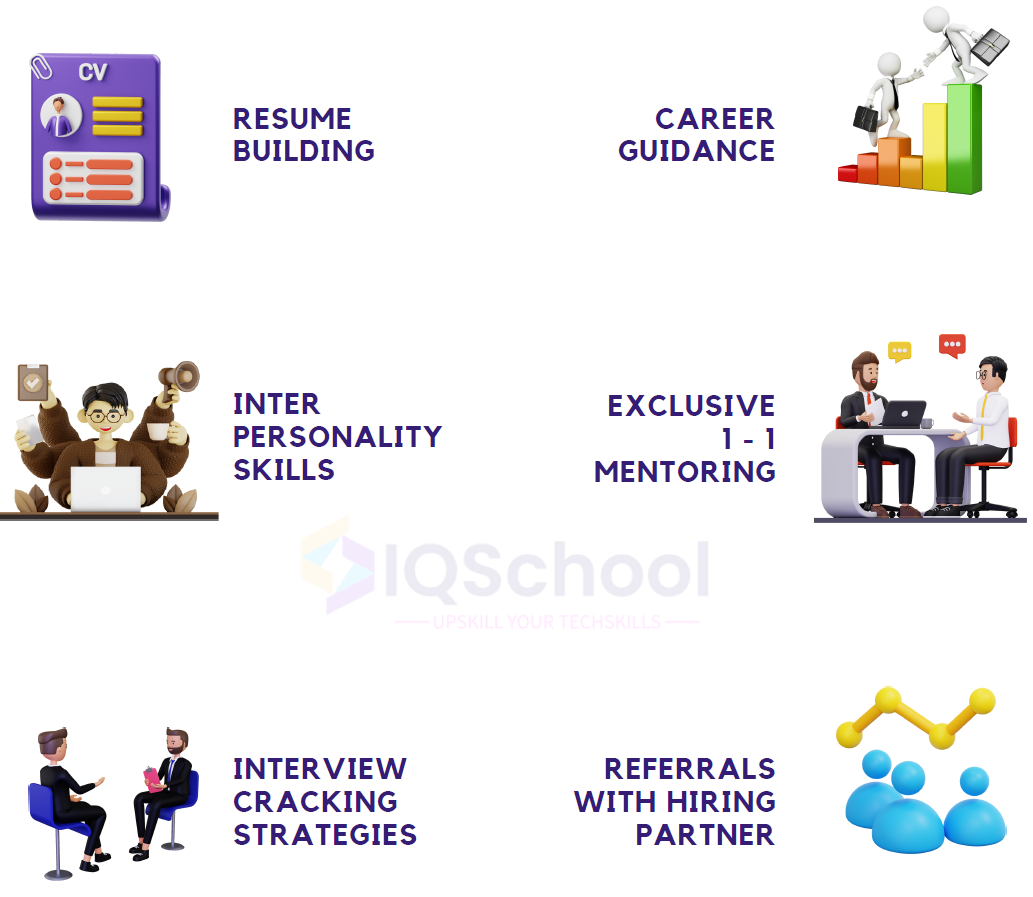 CV
RESUME
BUILDING
CAREER
GUIDANCE
INTER
PERSONALITY
SKILLS
EXCLUSIVE
1 - 1
MENTORING
IQSchool
UPSKILL YOUR TECHSKILLS
INTERVIEW
CRACKING
STRATEGIES
REFERRALS
WITH HIRING
PARTNER